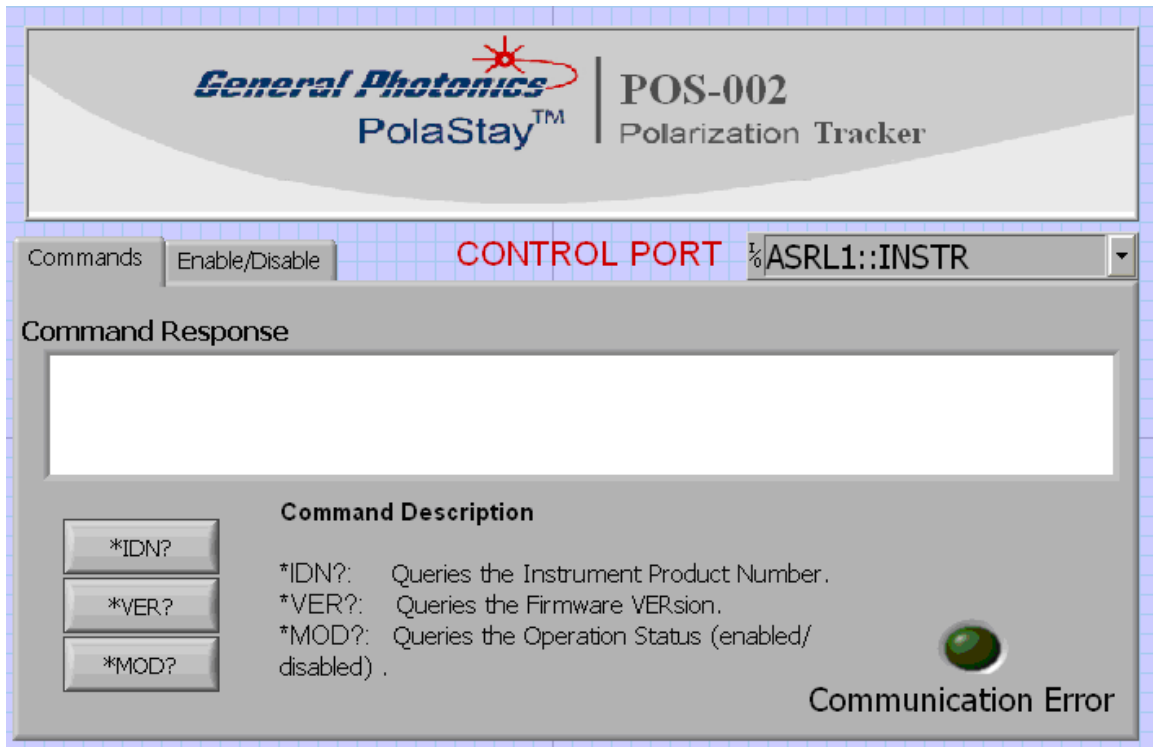 General Photonics
PolaStay™
POS-002
Polarization Tracker
Commands
Enable/Disable
CONTROL PORT
I/O ASRL1::INSTR
Command Response
*IDN?
*VER?
*MOD?
Command Description
*IDN?: Queries the Instrument Product Number.
*VER?: Queries the Firmware VERsion.
*MOD?: Queries the Operation Status (enabled/
disabled) .
Communication Error